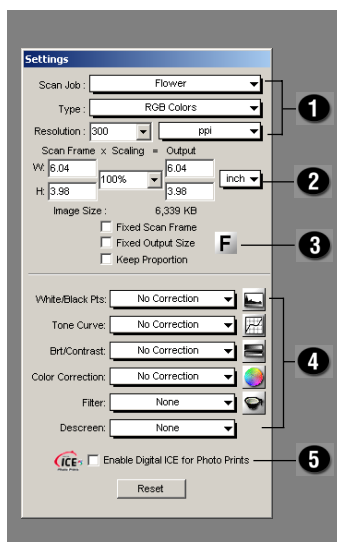 Settings
Scan Job : Flower
Type : RGB Colors
Resolution : 300 ppi
Scan Frame x Scaling = Output
W: 6.04 100% 6.04 inch
H: 3.98 3.98
Image Size : 6,339 KB
Fixed Scan Frame
Fixed Output Size
Keep Proportion
F
White/Black Pts: No Correction
Tone Curve: No Correction
Brt/Contrast: No Correction
Color Correction: No Correction
Filter: None
Descreen: None
ICE Photo Prints Enable Digital ICE for Photo Prints
Reset
1
2
3
4
5